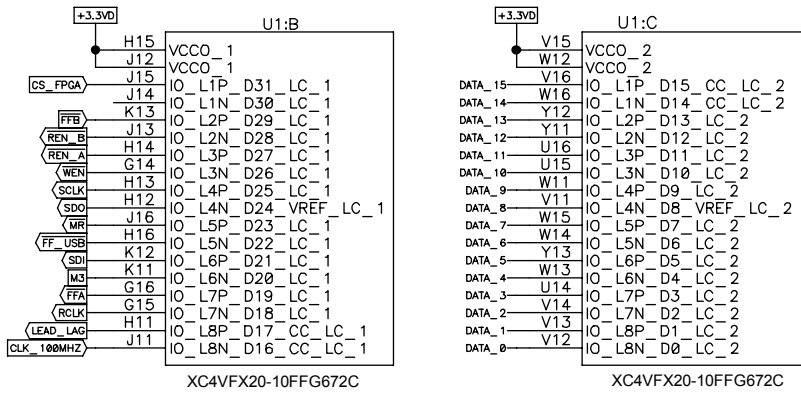 +3.3VD
U1:B
H15 VCCO_1
J12 VCCO_1
CS_FPGA J15 IO_L1P_D31_LC_1
J14 IO_L1N_D30_LC_1
FFB K13 IO_L2P_D29_LC_1
REN_B J13 IO_L2N_D28_LC_1
REN_A H14 IO_L3P_D27_LC_1
WEN G14 IO_L3N_D26_LC_1
SCLK H13 IO_L4P_D25_LC_1
SDO H12 IO_L4N_D24_VREF_LC_1
MR J16 IO_L5P_D23_LC_1
FF_USB H16 IO_L5N_D22_LC_1
SDI K12 IO_L6P_D21_LC_1
M3 K11 IO_L6N_D20_LC_1
FFA G16 IO_L7P_D19_LC_1
RCLK G15 IO_L7N_D18_LC_1
LEAD_LAG H11 IO_L8P_D17_CC_LC_1
CLK_100MHZ J11 IO_L8N_D16_CC_LC_1
XC4VFX20-10FFG672C
+3.3VD
U1:C
V15 VCCO_2
W12 VCCO_2
DATA_15 V16 IO_L1P_D15_CC_LC_2
DATA_14 W16 IO_L1N_D14_CC_LC_2
DATA_13 Y12 IO_L2P_D13_LC_2
DATA_12 Y11 IO_L2N_D12_LC_2
DATA_11 U16 IO_L3P_D11_LC_2
DATA_10 U15 IO_L3N_D10_LC_2
DATA_9 W11 IO_L4P_D9_LC_2
DATA_8 V11 IO_L4N_D8_VREF_LC_2
DATA_7 W15 IO_L5P_D7_LC_2
DATA_6 W14 IO_L5N_D6_LC_2
DATA_5 Y13 IO_L6P_D5_LC_2
DATA_4 W13 IO_L6N_D4_LC_2
DATA_3 U14 IO_L7P_D3_LC_2
DATA_2 V14 IO_L7N_D2_LC_2
DATA_1 V13 IO_L8P_D1_LC_2
DATA_0 V12 IO_L8N_D0_LC_2
XC4VFX20-10FFG672C